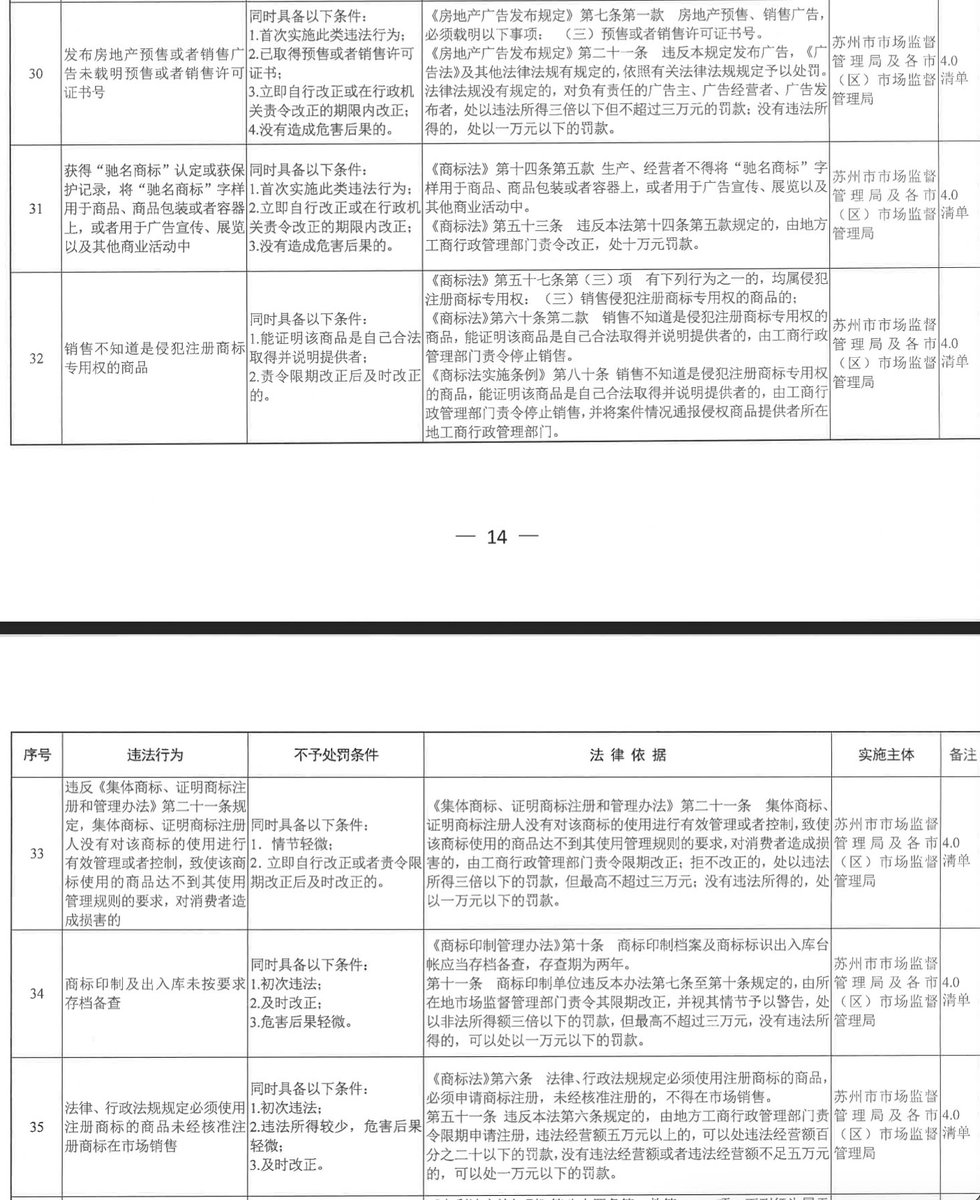 30
发布房地产预售或者销售广
告未载明预售或者销售许可
证书号
同时具备以下条件：
1.首次实施此类违法行为；
2.已取得预售或者销售许可
证书；
3.立即自行改正或在行政机
关责令改正的期限内改正；
4.没有造成危害后果的。
《房地产广告发布规定》第七条第一款　房地产预售、销售广告，
必须载明以下事项：（三）预售或者销售许可证书号。
《房地产广告发布规定》第二十一条　违反本规定发布广告，《广
告法》及其他法律法规有规定的，依照有关法律法规规定予以处罚。
法律法规没有规定的，对负有责任的广告主、广告经营者、广告发
布者，处以违法所得三倍以下但不超过三万元的罚款；没有违法所
得的，处以一万元以下的罚款。
苏州市市场监督
管理局及各市
（区）市场监督
管理局
4.0
清单
31
获得“驰名商标”认定或获保
护记录，将“驰名商标”字样
用于商品、商品包装或者容器
上，或者用于广告宣传、展览
以及其他商业活动中
同时具备以下条件：
1.首次实施此类违法行为；
2.立即自行改正或在行政机
关责令改正的期限内改正；
3.没有造成危害后果的。
《商标法》第十四条第五款 生产、经营者不得将“驰名商标”字
样用于商品、商品包装或者容器上，或者用于广告宣传、展览以及
其他商业活动中。
《商标法》第五十三条　违反本法第十四条第五款规定的，由地方
工商行政管理部门责令改正，处十万元罚款。
苏州市市场监督
管理局及各市
（区）市场监督
管理局
4.0
清单
32
销售不知道是侵犯注册商标
专用权的商品
同时具备以下条件：
1.能证明该商品是自己合法
取得并说明提供者；
2.责令限期改正后及时改正
的。
《商标法》第五十七条第（三）项　有下列行为之一的，均属侵犯
注册商标专用权：（三）销售侵犯注册商标专用权的商品的；
《商标法》第六十条第二款　销售不知道是侵犯注册商标专用权的
商品，能证明该商品是自己合法取得并说明提供者的，由工商行政
管理部门责令停止销售。
《商标法实施条例》第八十条 销售不知道是侵犯注册商标专用权
的商品，能证明该商品是自己合法取得并说明提供者的，由工商行
政管理部门责令停止销售，并将案件情况通报侵权商品提供者所在
地工商行政管理部门。
苏州市市场监督
管理局及各市
（区）市场监督
管理局
4.0
清单
— 14 —
序号
违法行为
不予处罚条件
法 律 依 据
实施主体
备注
33
违反《集体商标、证明商标注
册和管理办法》第二十一条规
定，集体商标、证明商标注册
人没有对该商标的使用进行
有效管理或者控制，致使该商
标使用的商品达不到其使用
管理规则的要求，对消费者造
成损害的
同时具备以下条件：
1. 情节轻微；
2. 立即自行改正或者责令限
期改正后及时改正的。
《集体商标、证明商标注册和管理办法》第二十一条　集体商标、
证明商标注册人没有对该商标的使用进行有效管理或者控制，致使
该商标使用的商品达不到其使用管理规则的要求，对消费者造成损
害的，由工商行政管理部门责令限期改正；拒不改正的，处以违法
所得三倍以下的罚款，但最高不超过三万元；没有违法所得的，处
以一万元以下的罚款。
苏州市市场监督
管理局及各市
（区）市场监督
管理局
4.0
清单
34
商标印制及出入库未按要求
存档备查
同时具备以下条件：
1.初次违法；
2.及时改正；
3.危害后果轻微。
《商标印制管理办法》第十条　商标印制档案及商标标识出入库台
帐应当存档备查，存查期为两年。
第十一条　商标印制单位违反本办法第七条至第十条规定的，由所
在地市场监督管理部门责令其限期改正，并视其情节予以警告，处
以非法所得额三倍以下的罚款，但最高不超过三万元，没有违法所
得的，可以处以一万元以下的罚款。
苏州市市场监督
管理局及各市
（区）市场监督
管理局
4.0
清单
35
法律、行政法规规定必须使用
注册商标的商品未经核准注
册商标在市场销售
同时具备以下条件：
1.初次违法；
2.违法所得较少，危害后果
轻微；
3.及时改正。
《商标法》第六条　法律、行政法规规定必须使用注册商标的商品，
必须申请商标注册，未经核准注册的，不得在市场销售。
第五十一条 违反本法第六条规定的，由地方工商行政管理部门责
令限期申请注册，违法经营额五万元以上的，可以处违法经营额百
分之二十以下的罚款，没有违法经营额或者违法经营额不足五万元
的，可以处一万元以下的罚款。
苏州市市场监督
管理局及各市
（区）市场监督
管理局
4.0
清单